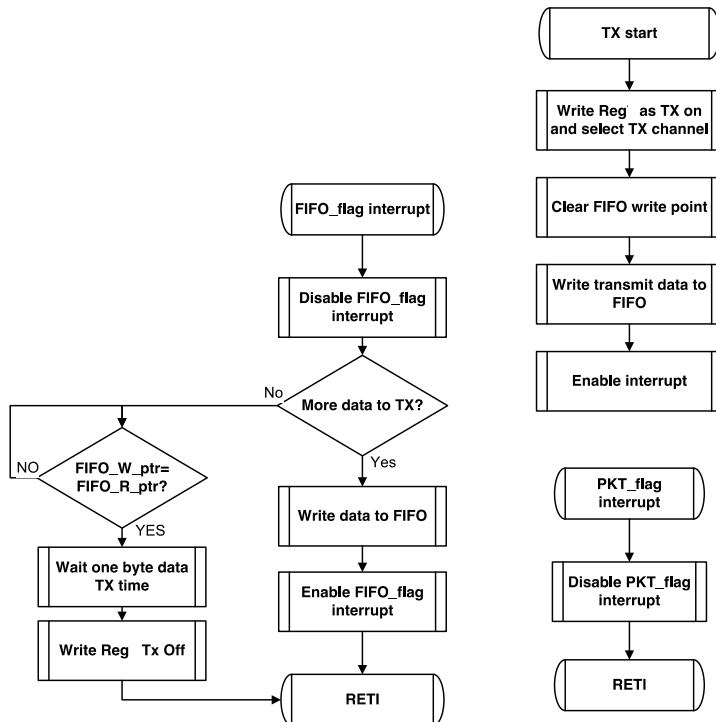 TX start
Write Reg as TX on
and select TX channel
Clear FIFO write point
Write transmit data to
FIFO
Enable interrupt
FIFO_flag interrupt
Disable FIFO_flag
interrupt
More data to TX?
No
Yes
FIFO_W_ptr=
FIFO_R_ptr?
NO
YES
Wait one byte data
TX time
Write Reg Tx Off
Write data to FIFO
Enable FIFO_flag
interrupt
RETI
PKT_flag
interrupt
Disable PKT_flag
interrupt
RETI